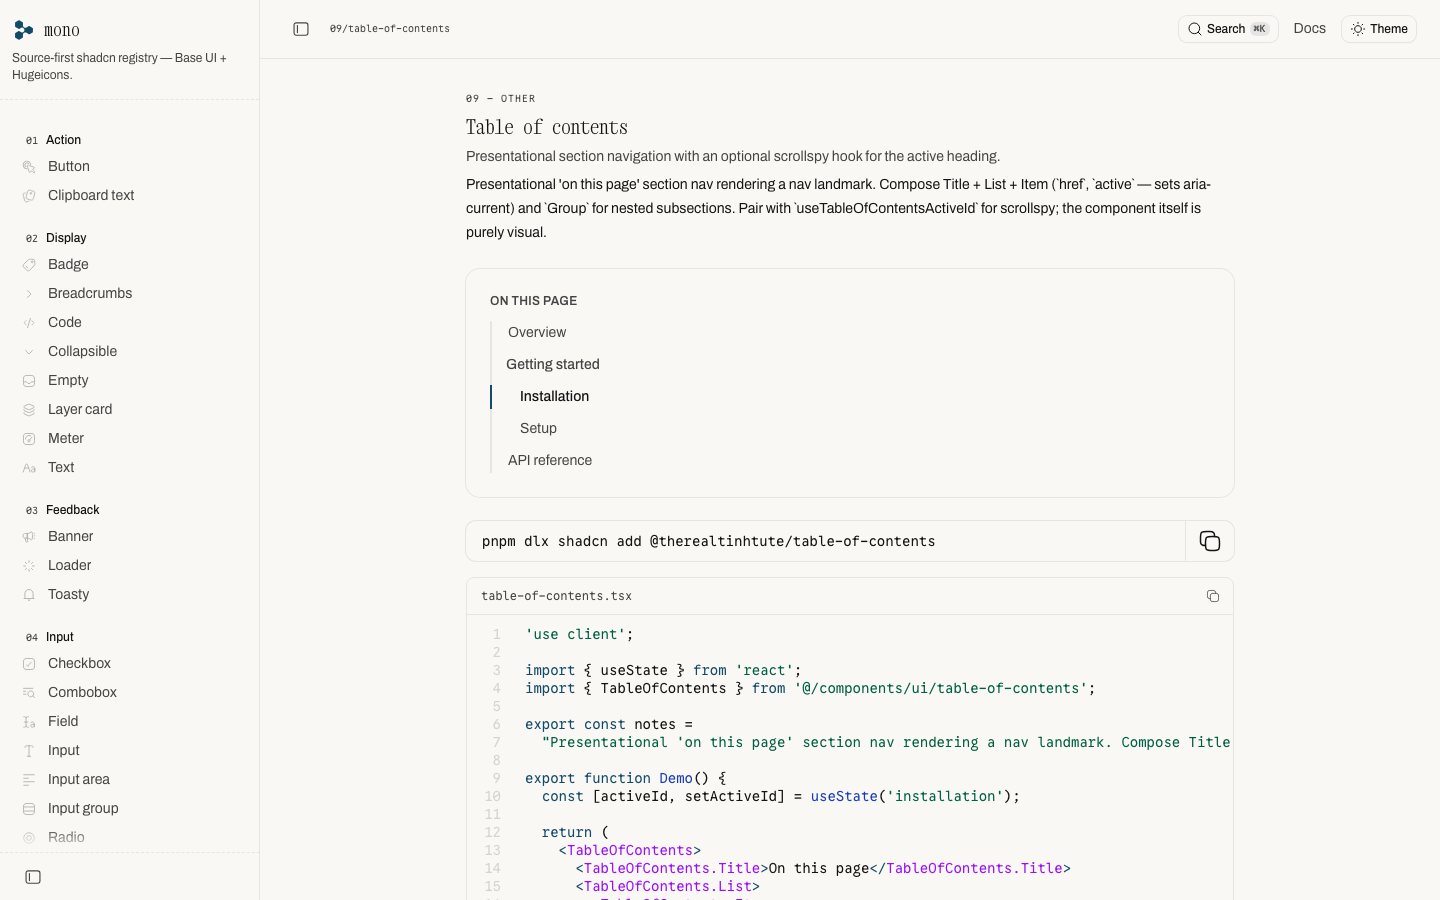 mono
Source-first shadcn registry — Base UI +
Hugeicons.
01 Action
Button
Clipboard text
02 Display
Badge
Breadcrumbs
Code
Collapsible
Empty
Layer card
Meter
Text
03 Feedback
Banner
Loader
Toasty
04 Input
Checkbox
Combobox
Field
Input
Input area
Input group
Radio
09/table-of-contents
Search ⌘K
Docs
Theme
09 — OTHER
Table of contents
Presentational section navigation with an optional scrollspy hook for the active heading.
Presentational 'on this page' section nav rendering a nav landmark. Compose Title + List + Item (`href`, `active` — sets aria-
current) and `Group` for nested subsections. Pair with `useTableOfContentsActiveId` for scrollspy; the component itself is
purely visual.
ON THIS PAGE
Overview
Getting started
Installation
Setup
API reference
pnpm dlx shadcn add @therealtinhtute/table-of-contents
table-of-contents.tsx
1 'use client';
2
3 import { useState } from 'react';
4 import { TableOfContents } from '@/components/ui/table-of-contents';
5
6 export const notes =
7 "Presentational 'on this page' section nav rendering a nav landmark. Compose Title
8
9 export function Demo() {
10 const [activeId, setActiveId] = useState('installation');
11
12 return (
13 <TableOfContents>
14 <TableOfContents.Title>On this page</TableOfContents.Title>
15 <TableOfContents.List>